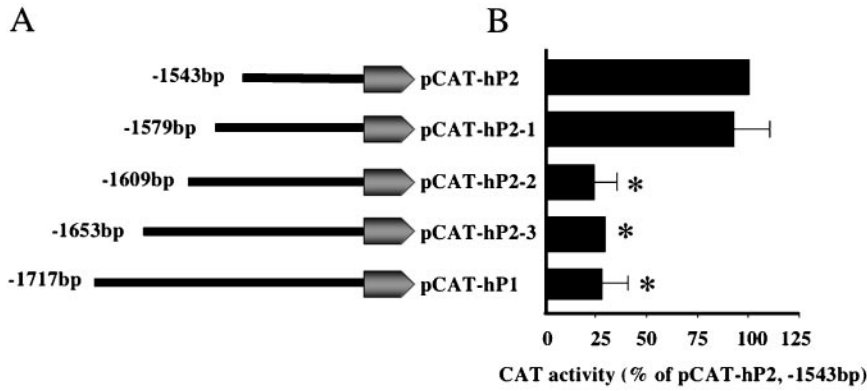 A
B
-1543bp pCAT-hP2
-1579bp pCAT-hP2-1
-1609bp pCAT-hP2-2 *
-1653bp pCAT-hP2-3 *
-1717bp pCAT-hP1 *
0 25 50 75 100 125
CAT activity (% of pCAT-hP2, -1543bp)